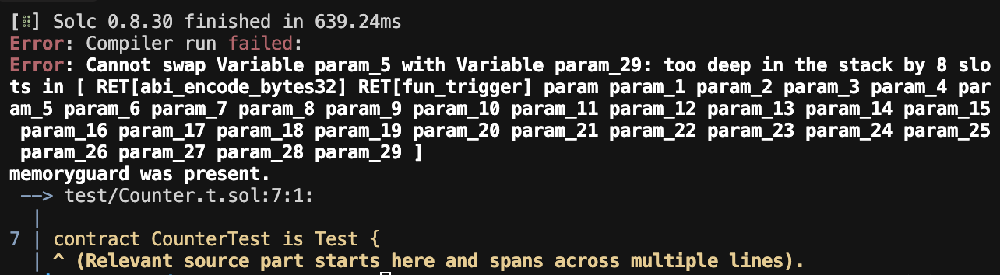 [⠿] Solc 0.8.30 finished in 639.24ms
Error: Compiler run failed:
Error: Cannot swap Variable param_5 with Variable param_29: too deep in the stack by 8 slo
ts in [ RET[abi_encode_bytes32] RET[fun_trigger] param param_1 param_2 param_3 param_4 par
am_5 param_6 param_7 param_8 param_9 param_10 param_11 param_12 param_13 param_14 param_15
 param_16 param_17 param_18 param_19 param_20 param_21 param_22 param_23 param_24 param_25
 param_26 param_27 param_28 param_29 ]
memoryguard was present.
 --> test/Counter.t.sol:7:1:
  |
7 | contract CounterTest is Test {
  | ^ (Relevant source part starts here and spans across multiple lines).